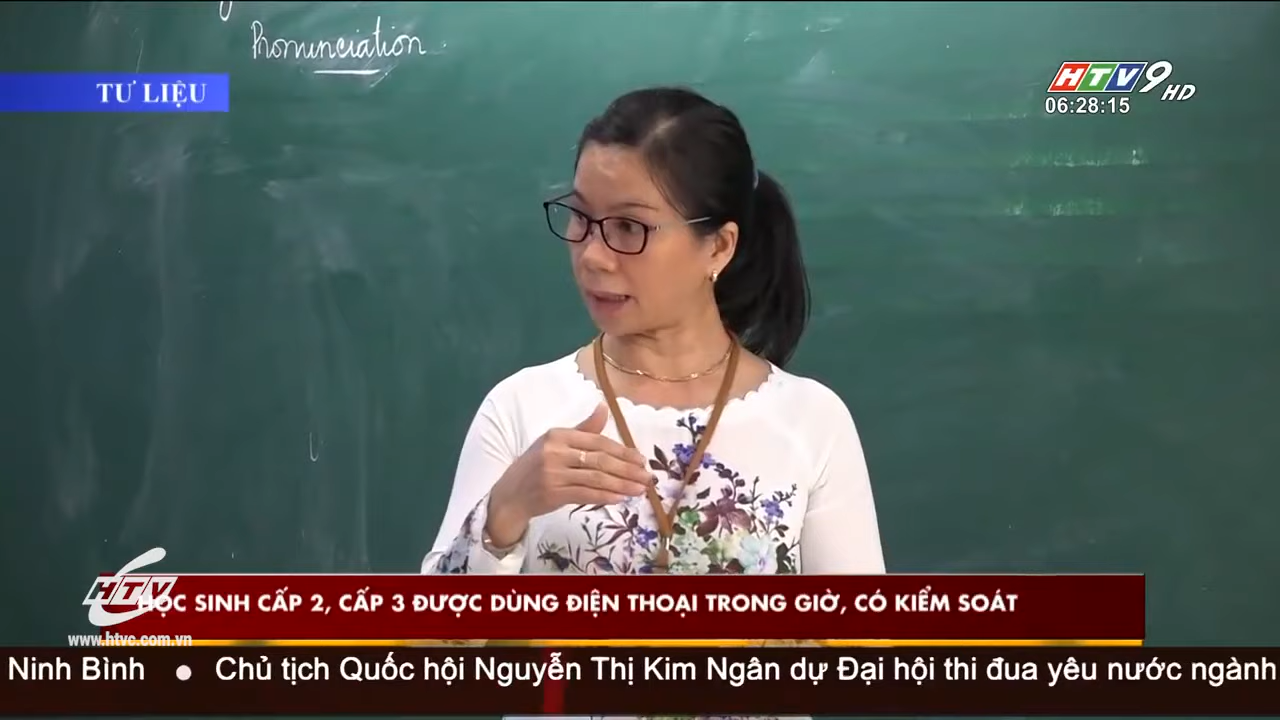 Pronunciation
TƯ LIỆU
HTV9 HD
06:28:15
HTV
HỌC SINH CẤP 2, CẤP 3 ĐƯỢC DÙNG ĐIỆN THOẠI TRONG GIỜ, CÓ KIỂM SOÁT
www.htvc.com.vn
Ninh Bình • Chủ tịch Quốc hội Nguyễn Thị Kim Ngân dự Đại hội thi đua yêu nước ngành